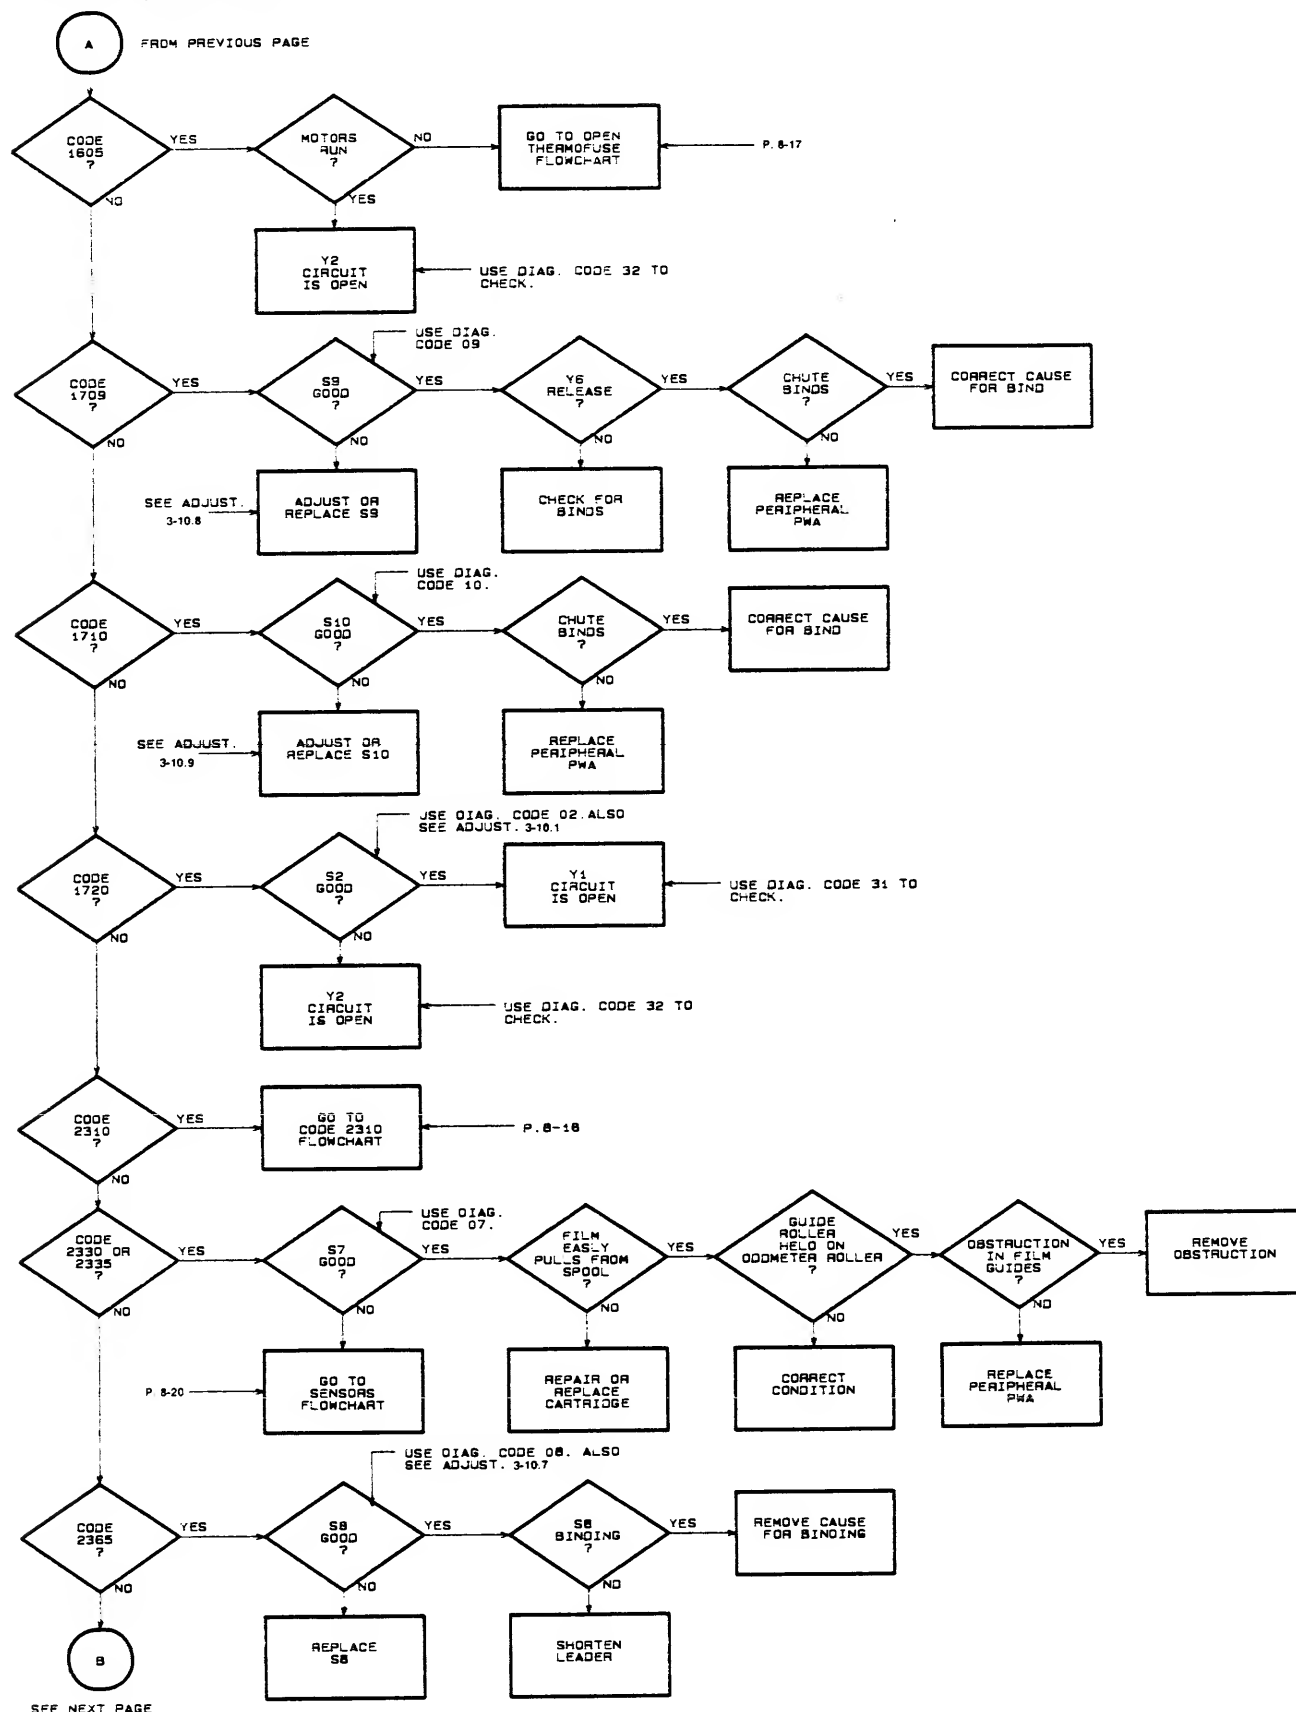 A
FROM PREVIOUS PAGE
CODE
1605
?
YES
NO
MOTORS
RUN
?
NO
YES
GO TO OPEN
THERMOFUSE
FLOWCHART
P. 8-17
Y2
CIRCUIT
IS OPEN
USE DIAG. CODE 32 TO
CHECK.
CODE
1709
?
YES
NO
USE DIAG.
CODE 09
S9
GOOD
?
YES
NO
Y6
RELEASE
?
YES
NO
CHUTE
BINDS
?
YES
NO
CORRECT CAUSE
FOR BIND
SEE ADJUST.
3-10.8
ADJUST OR
REPLACE S9
CHECK FOR
BINDS
REPLACE
PERIPHERAL
PWA
CODE
1710
?
YES
NO
USE DIAG.
CODE 10.
S10
GOOD
?
YES
NO
CHUTE
BINDS
?
YES
NO
CORRECT CAUSE
FOR BIND
SEE ADJUST.
3-10.9
ADJUST OR
REPLACE S10
REPLACE
PERIPHERAL
PWA
CODE
1720
?
YES
NO
USE DIAG. CODE 02. ALSO
SEE ADJUST. 3-10.1
S2
GOOD
?
YES
NO
Y1
CIRCUIT
IS OPEN
USE DIAG. CODE 31 TO
CHECK.
Y2
CIRCUIT
IS OPEN
USE DIAG. CODE 32 TO
CHECK.
CODE
2310
?
YES
NO
GO TO
CODE 2310
FLOWCHART
P.8-18
CODE
2330 OR
2335
?
YES
NO
USE DIAG.
CODE 07.
S7
GOOD
?
YES
NO
FILM
EASLY
PULLS FROM
SPOOL
?
YES
NO
GUIDE
ROLLER
HELD ON
ODOMETER ROLLER
?
YES
NO
OBSTRUCTION
IN FILM
GUIDES
?
YES
NO
REMOVE
OBSTRUCTION
P. 8-20
GO TO
SENSORS
FLOWCHART
REPAIR OR
REPLACE
CARTRIDGE
CORRECT
CONDITION
REPLACE
PERIPHERAL
PWA
CODE
2365
?
YES
NO
USE DIAG. CODE 08. ALSO
SEE ADJUST. 3-10.7
S8
GOOD
?
YES
NO
S8
BINDING
?
YES
NO
REMOVE CAUSE
FOR BINDING
REPLACE
S8
SHORTEN
LEADER
B
SEE NEXT PAGE